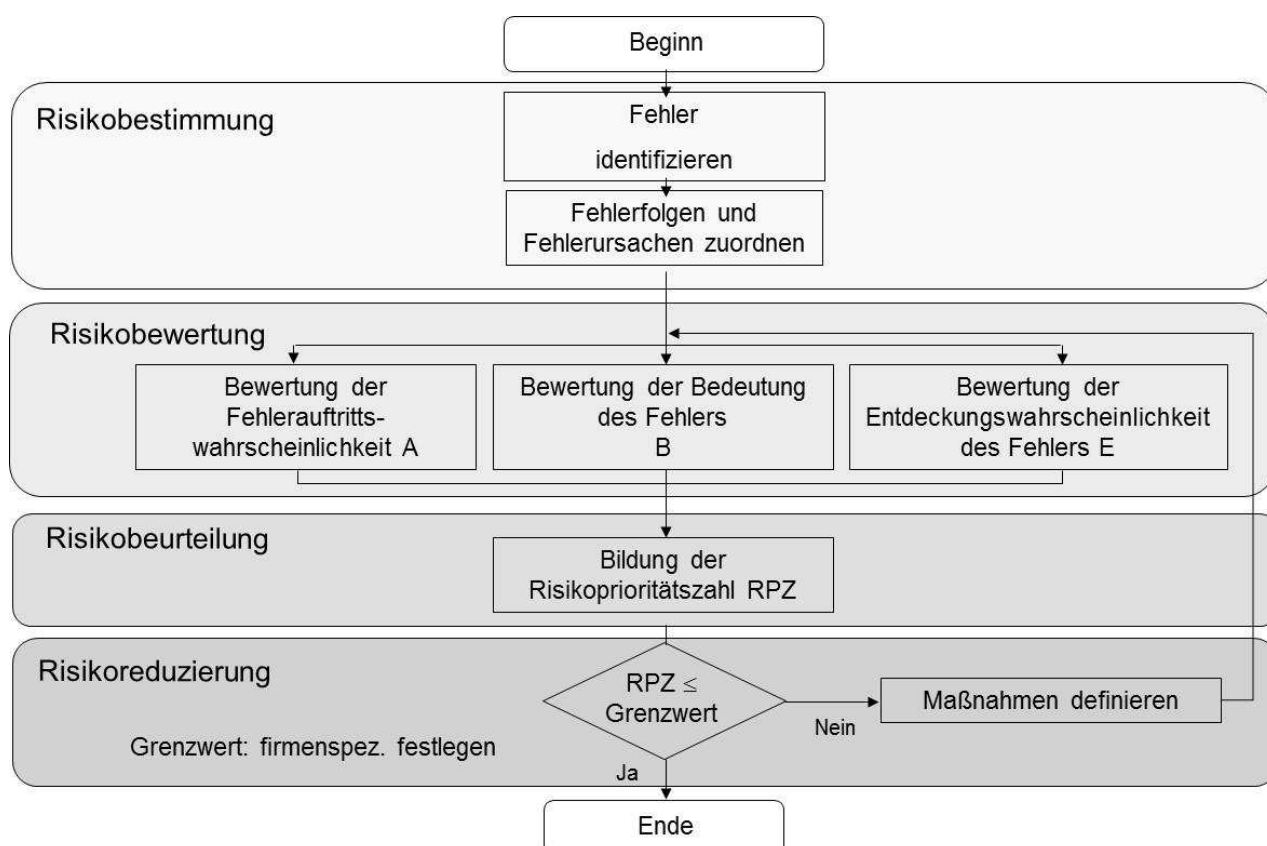 Beginn
Risikobestimmung
Fehler
identifizieren
Fehlerfolgen und
Fehlerursachen zuordnen
Risikobewertung
Bewertung der
Fehlerauftritts-
wahrscheinlichkeit A
Bewertung der Bedeutung
des Fehlers
B
Bewertung der
Entdeckungswahrscheinlichkeit
des Fehlers E
Risikobeurteilung
Bildung der
Risikoprioritätszahl RPZ
Risikoreduzierung
RPZ ≤
Grenzwert
Nein
Maßnahmen definieren
Grenzwert: firmenspez. festlegen
Ja
Ende